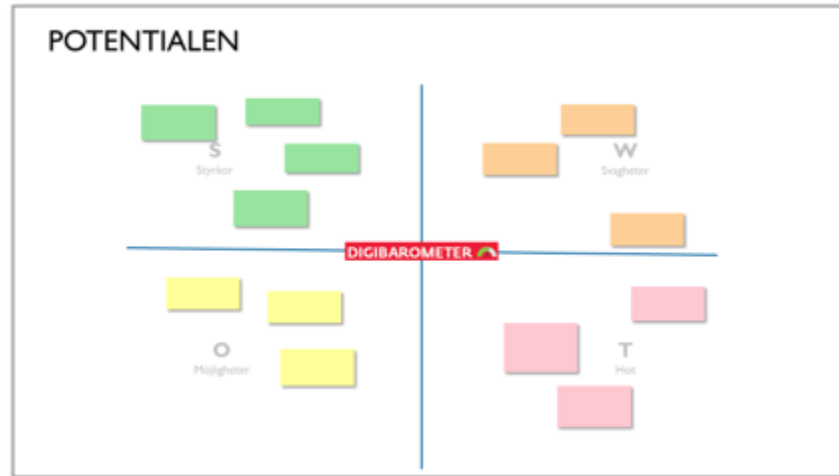 POTENTIALEN
S
Styrkor
W
Svagheter
DIGIBAROMETER
O
Möjligheter
T
Hot